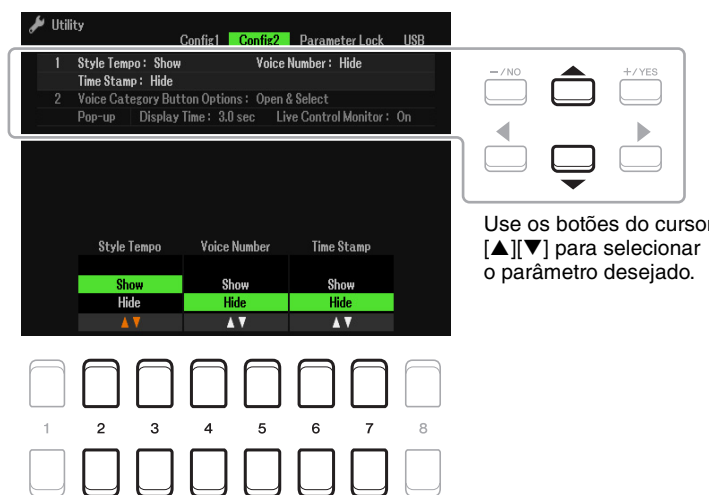 Utility
Config1 Config2 Parameter Lock USB
1 Style Tempo : Show Voice Number : Hide
Time Stamp : Hide
2 Voice Category Button Options : Open & Select
Pop-up Display Time : 3.0 sec Live Control Monitor : On
–/NO +/YES
Use os botões do cursor
[▲][▼] para selecionar
o parâmetro desejado.
Style Tempo Voice Number Time Stamp
Show Show Show
Hide Hide Hide
▲▼ ▲▼ ▲▼
1 2 3 4 5 6 7 8